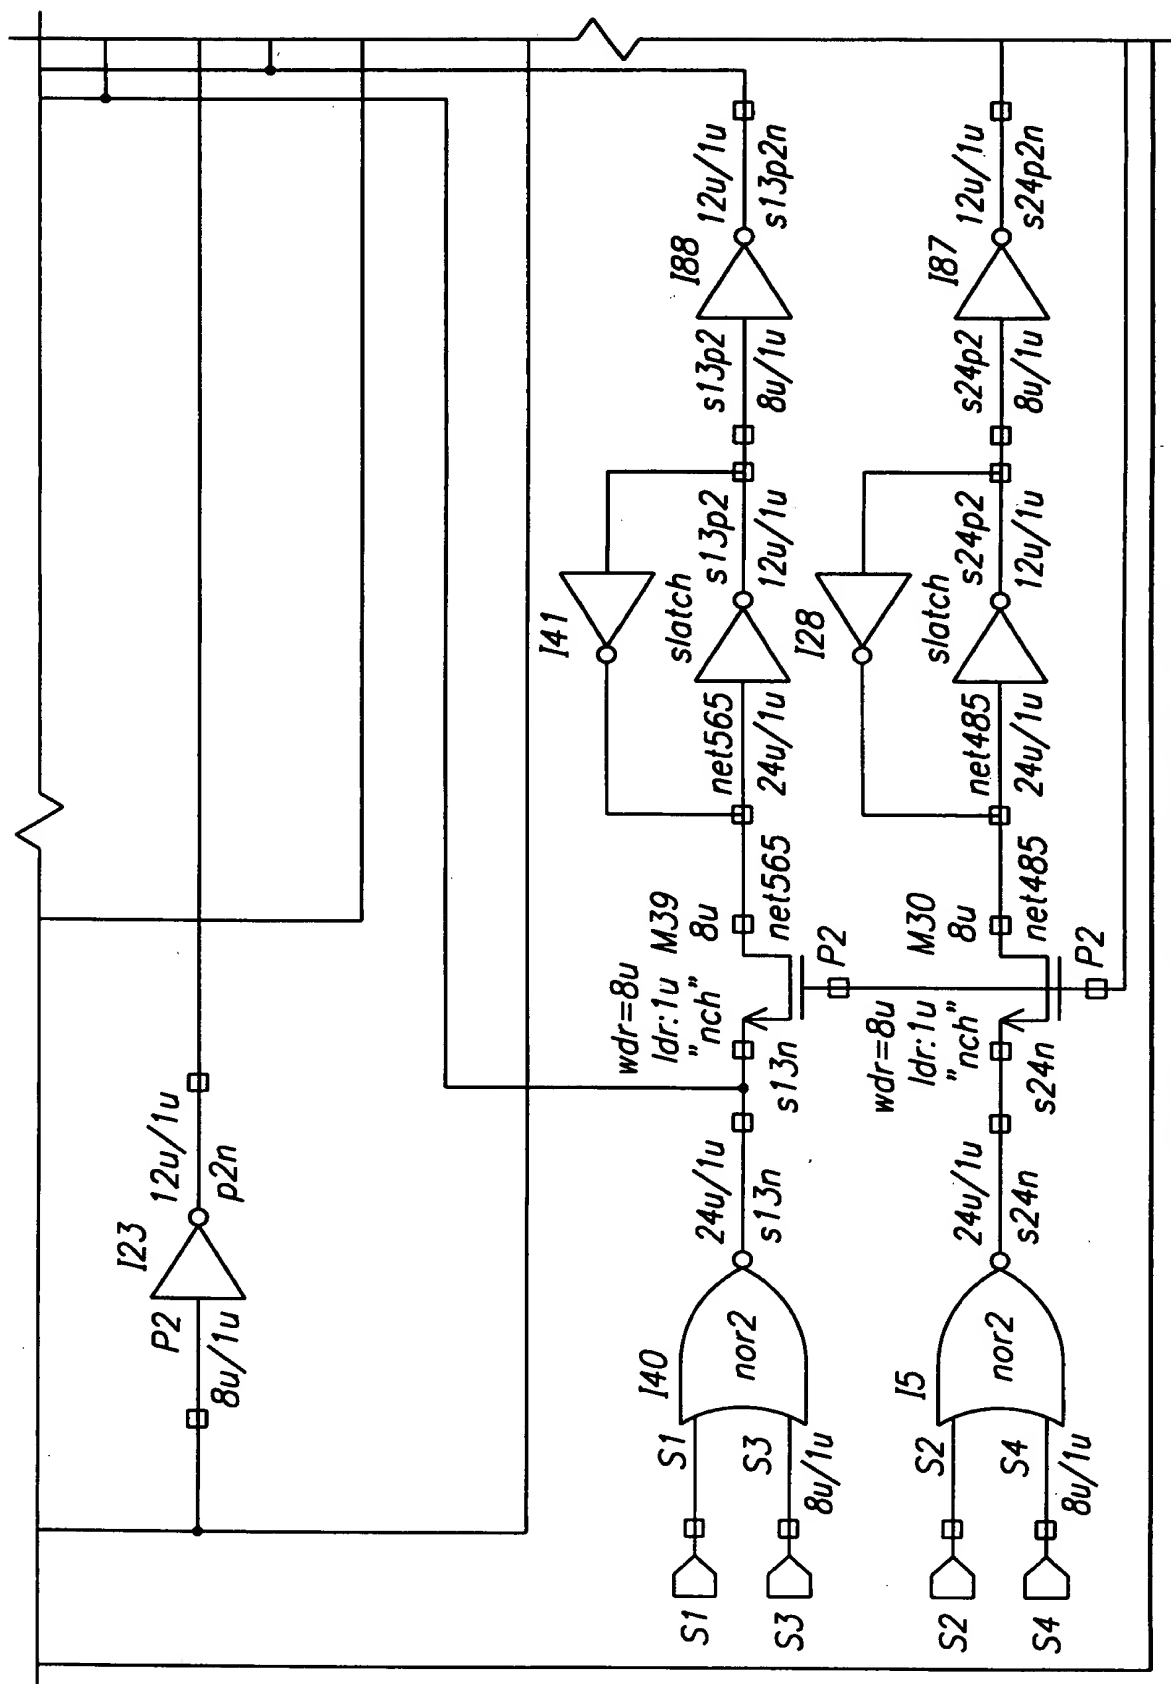 I23
P2
12u/1u
8u/1u
p2n
I41
I88
slatch
s13p2
s13p2
12u/1u
8u/1u
12u/1u
s13p2n
wdr=8u
ldr:1u
"nch"
M39
8u
net565
24u/1u
net565
P2
I40
nor2
S1
S3
8u/1u
24u/1u
s13n
s13n
S1
S3
I28
I87
slatch
s24p2
s24p2
12u/1u
8u/1u
12u/1u
s24p2n
wdr=8u
ldr:1u
"nch"
M30
8u
net485
24u/1u
net485
P2
I5
nor2
S2
S4
8u/1u
24u/1u
s24n
s24n
S2
S4